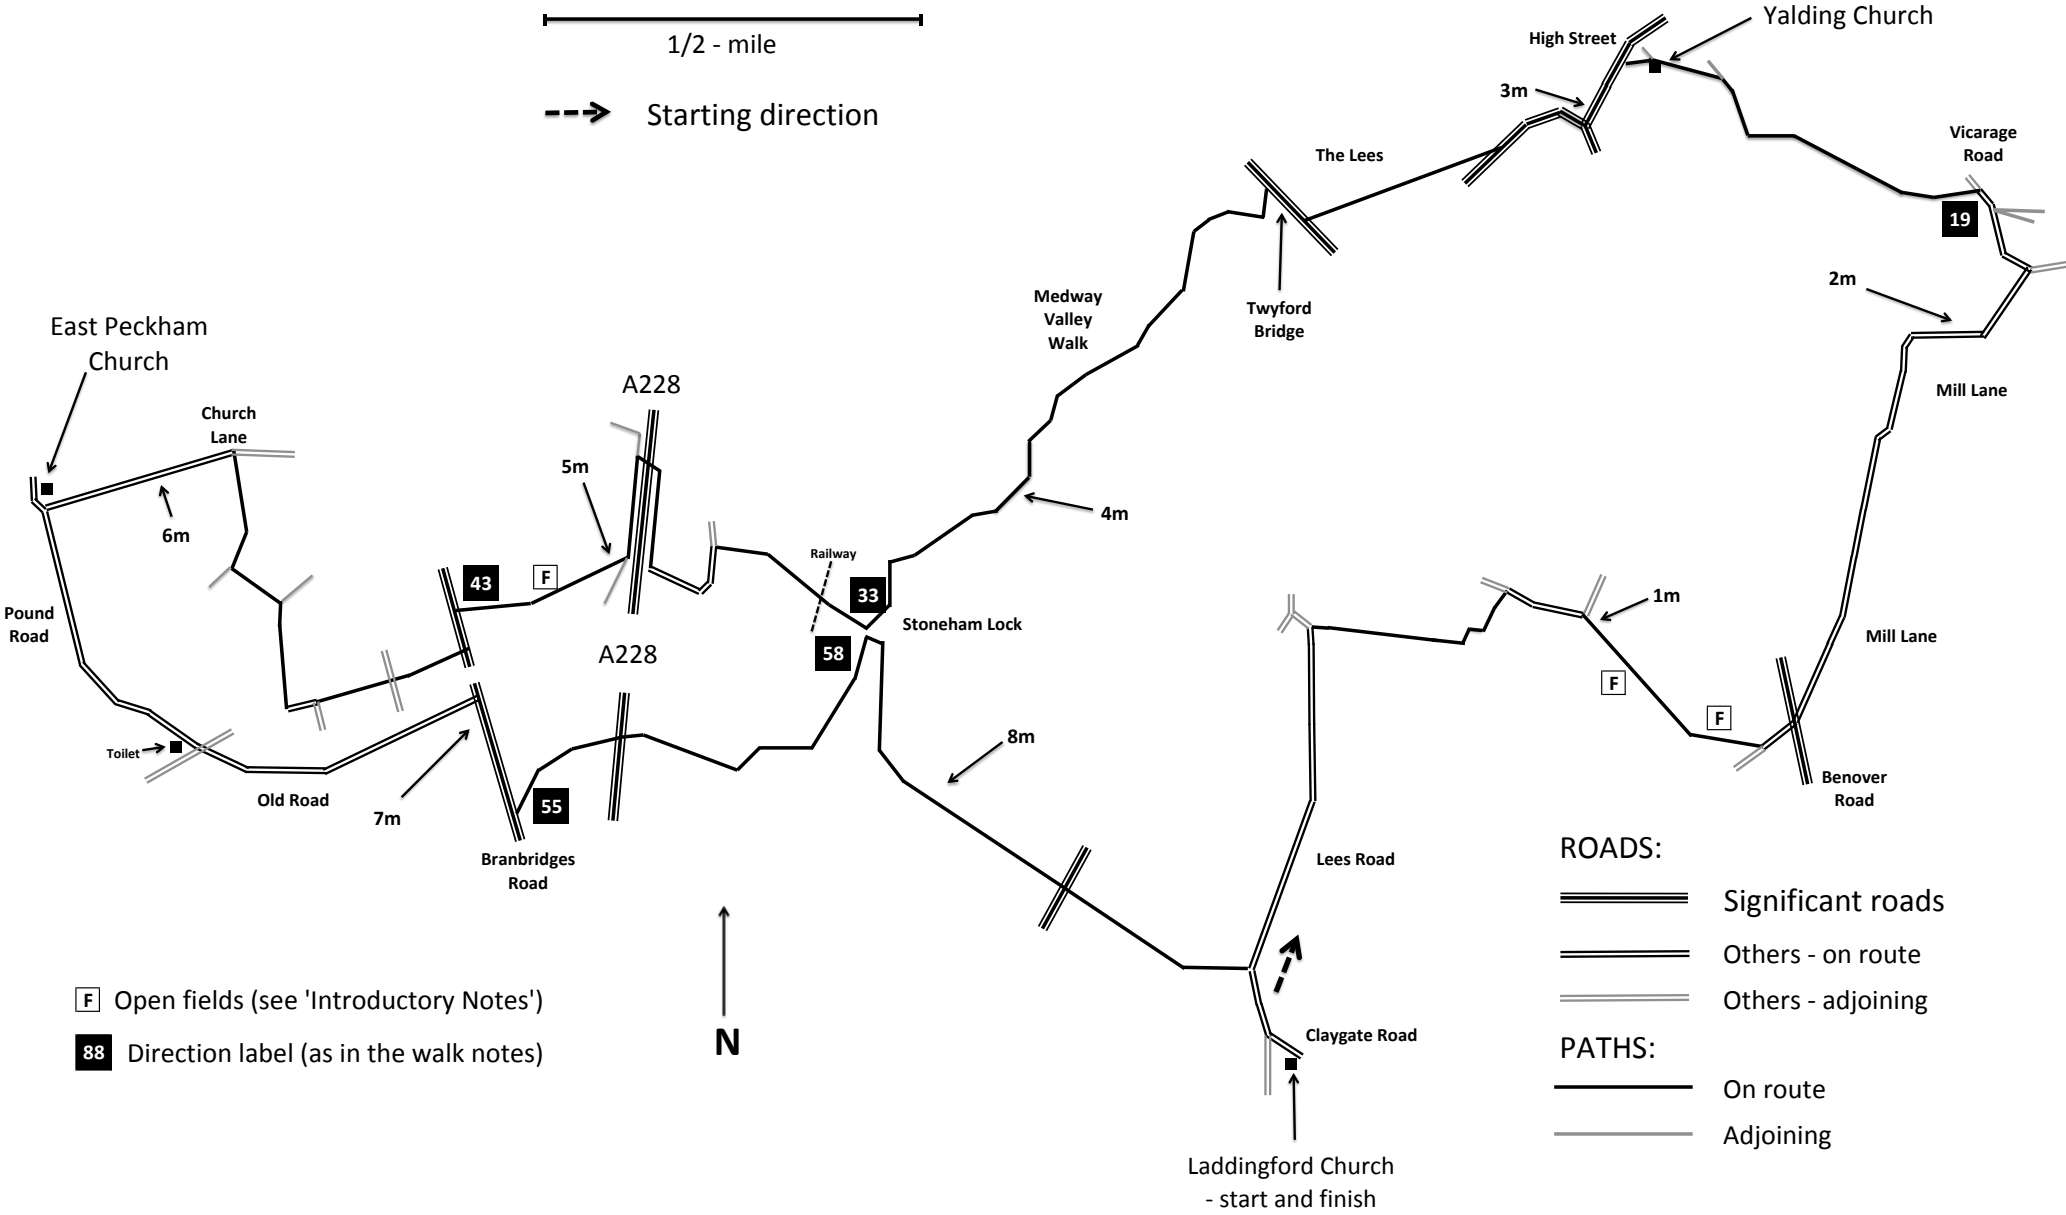 1/2 - mile
Starting direction
High Street
Yalding Church
3m
The Lees
Vicarage
Road
19
2m
Medway
Valley
Walk
Twyford
Bridge
East Peckham
Church
A228
Mill Lane
Church
Lane
5m
4m
6m
Railway
43
F
33
Stoneham Lock
1m
Pound
Road
58
Mill Lane
A228
F
F
Toilet
8m
Old Road
7m
55
Benover
Road
Branbridges
Road
Lees Road
ROADS:
Significant roads
Others - on route
Others - adjoining
PATHS:
On route
Adjoining
F Open fields (see 'Introductory Notes')
88 Direction label (as in the walk notes)
N
Claygate Road
Laddingford Church
- start and finish